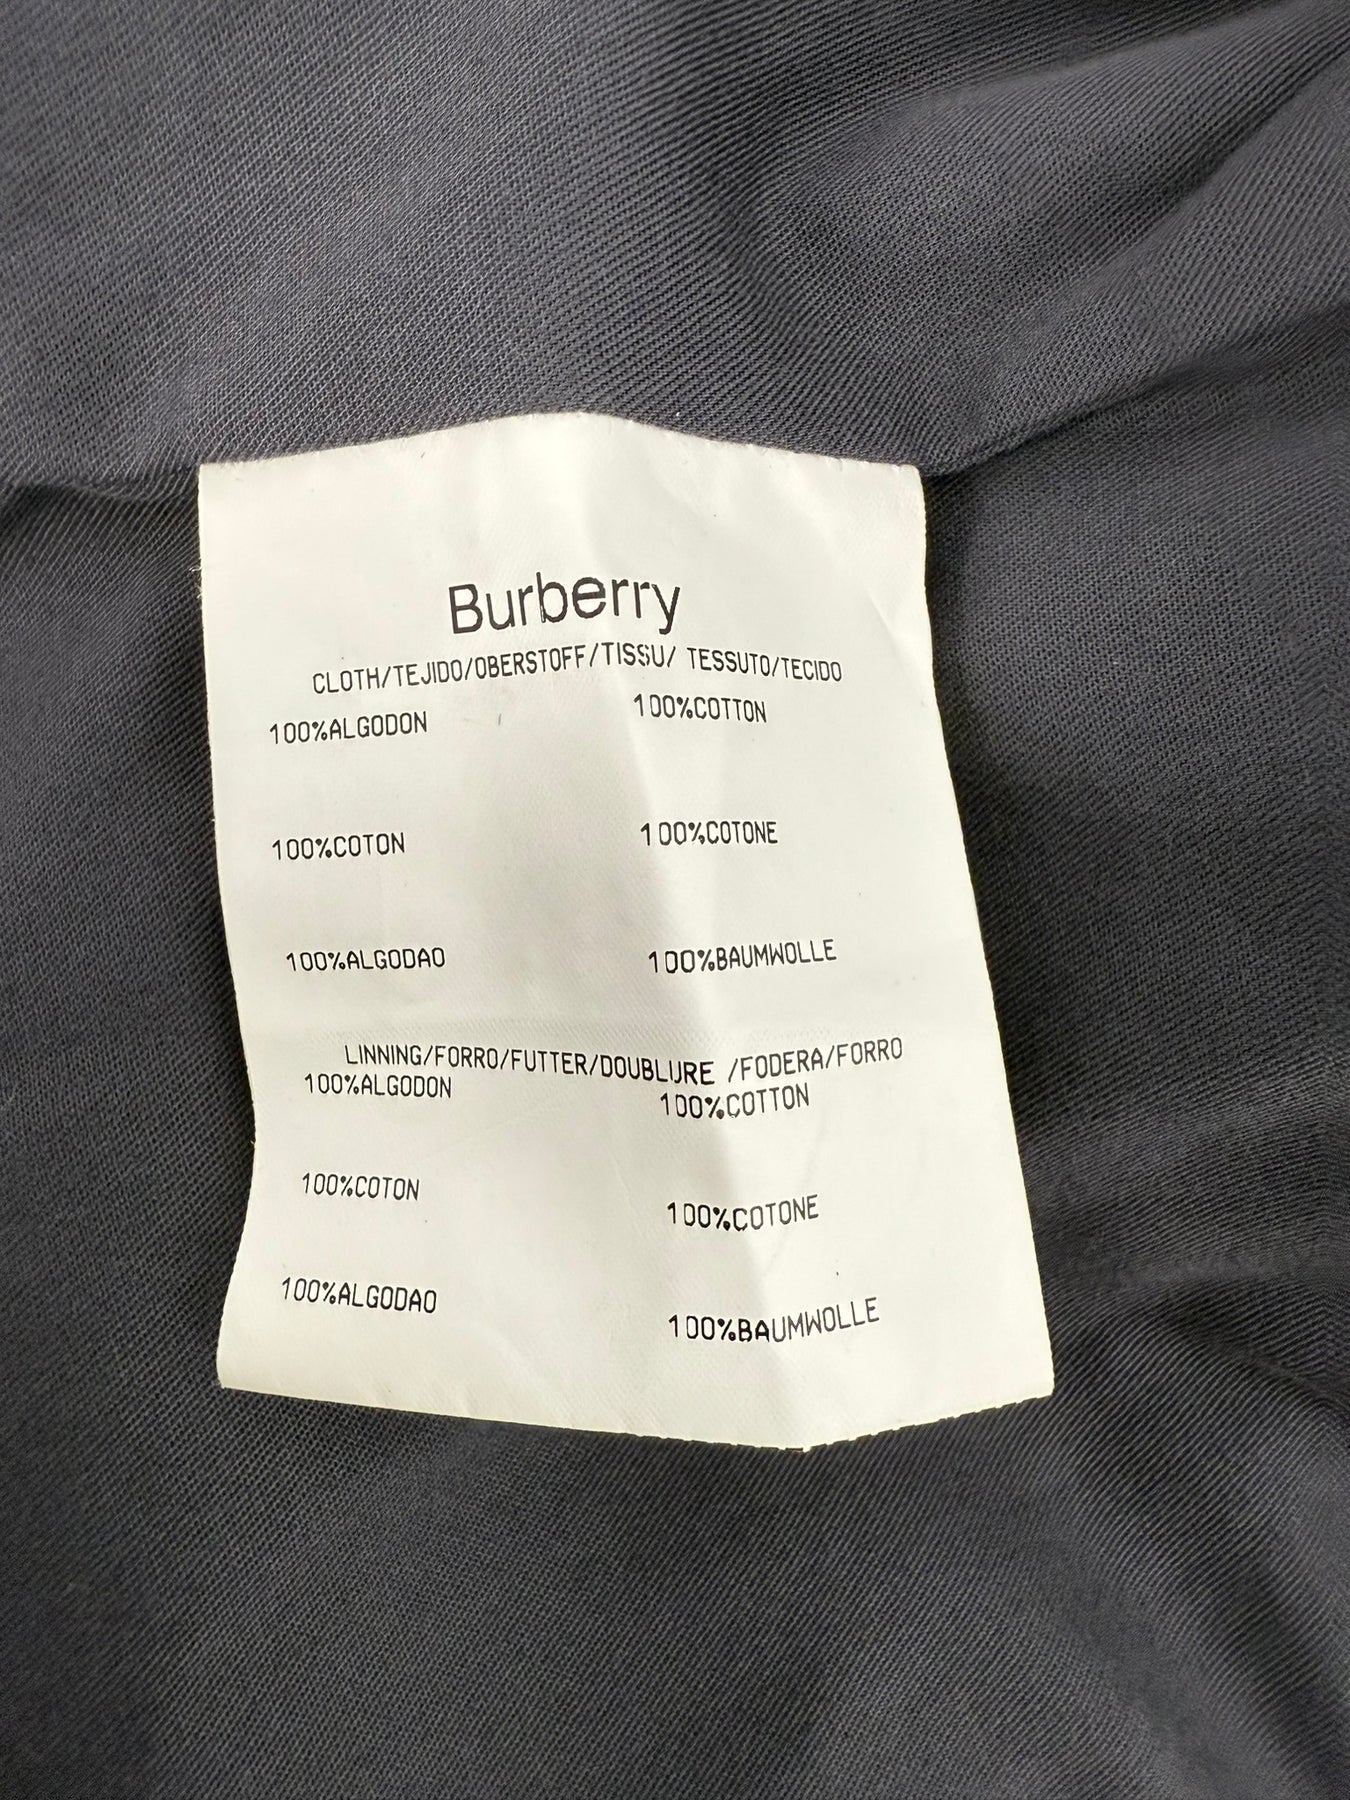 Burberry
CLOTH/TEJIDO/OBERSTOFF/TISSU/ TESSUTO/TECIDO
100%ALGODON 100%COTTON
100%COTON 100%COTONE
100%ALGODAO 100%BAUMWOLLE
LINNING/FORRO/FUTTER/DOUBLIJRE /FODERA/FORRO
100%ALGODON 100%COTTON
100%COTON 100%COTONE
100%ALGODAO 100%BAUMWOLLE